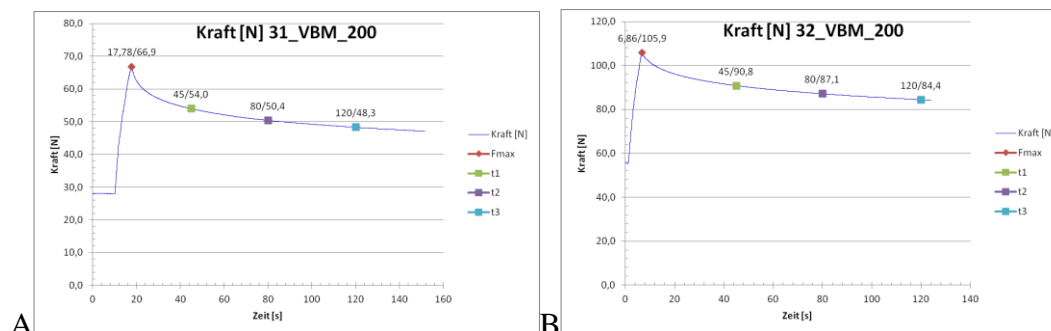 Kraft [N] 31_VBM_200
80,0
70,0
60,0
50,0
40,0
30,0
20,0
10,0
0,0
Kraft [N]
17,78/66,9
45/54,0
80/50,4
120/48,3
0 20 40 60 80 100 120 140 160
Zeit [s]
Kraft [N]
Fmax
t1
t2
t3
A
Kraft [N] 32_VBM_200
120,0
100,0
80,0
60,0
40,0
20,0
0,0
Kraft [N]
6,86/105,9
45/90,8
80/87,1
120/84,4
0 20 40 60 80 100 120 140
Zeit [s]
Kraft [N]
Fmax
t1
t2
t3
B